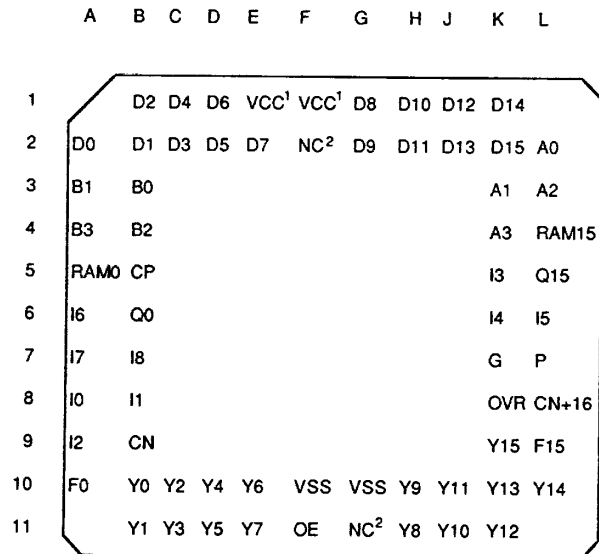 A B C D E F G H J K L
1 D2 D4 D6 VCC¹ VCC¹ D8 D10 D12 D14
2 D0 D1 D3 D5 D7 NC² D9 D11 D13 D15 A0
3 B1 B0 A1 A2
4 B3 B2 A3 RAM15
5 RAM0 CP I3 Q15
6 I6 Q0 I4 I5
7 I7 I8 G P
8 I0 I1 OVR CN+16
9 I2 CN Y15 F15
10 F0 Y0 Y2 Y4 Y6 VSS VSS Y9 Y11 Y13 Y14
11 Y1 Y3 Y5 Y7 OE NC² Y8 Y10 Y12